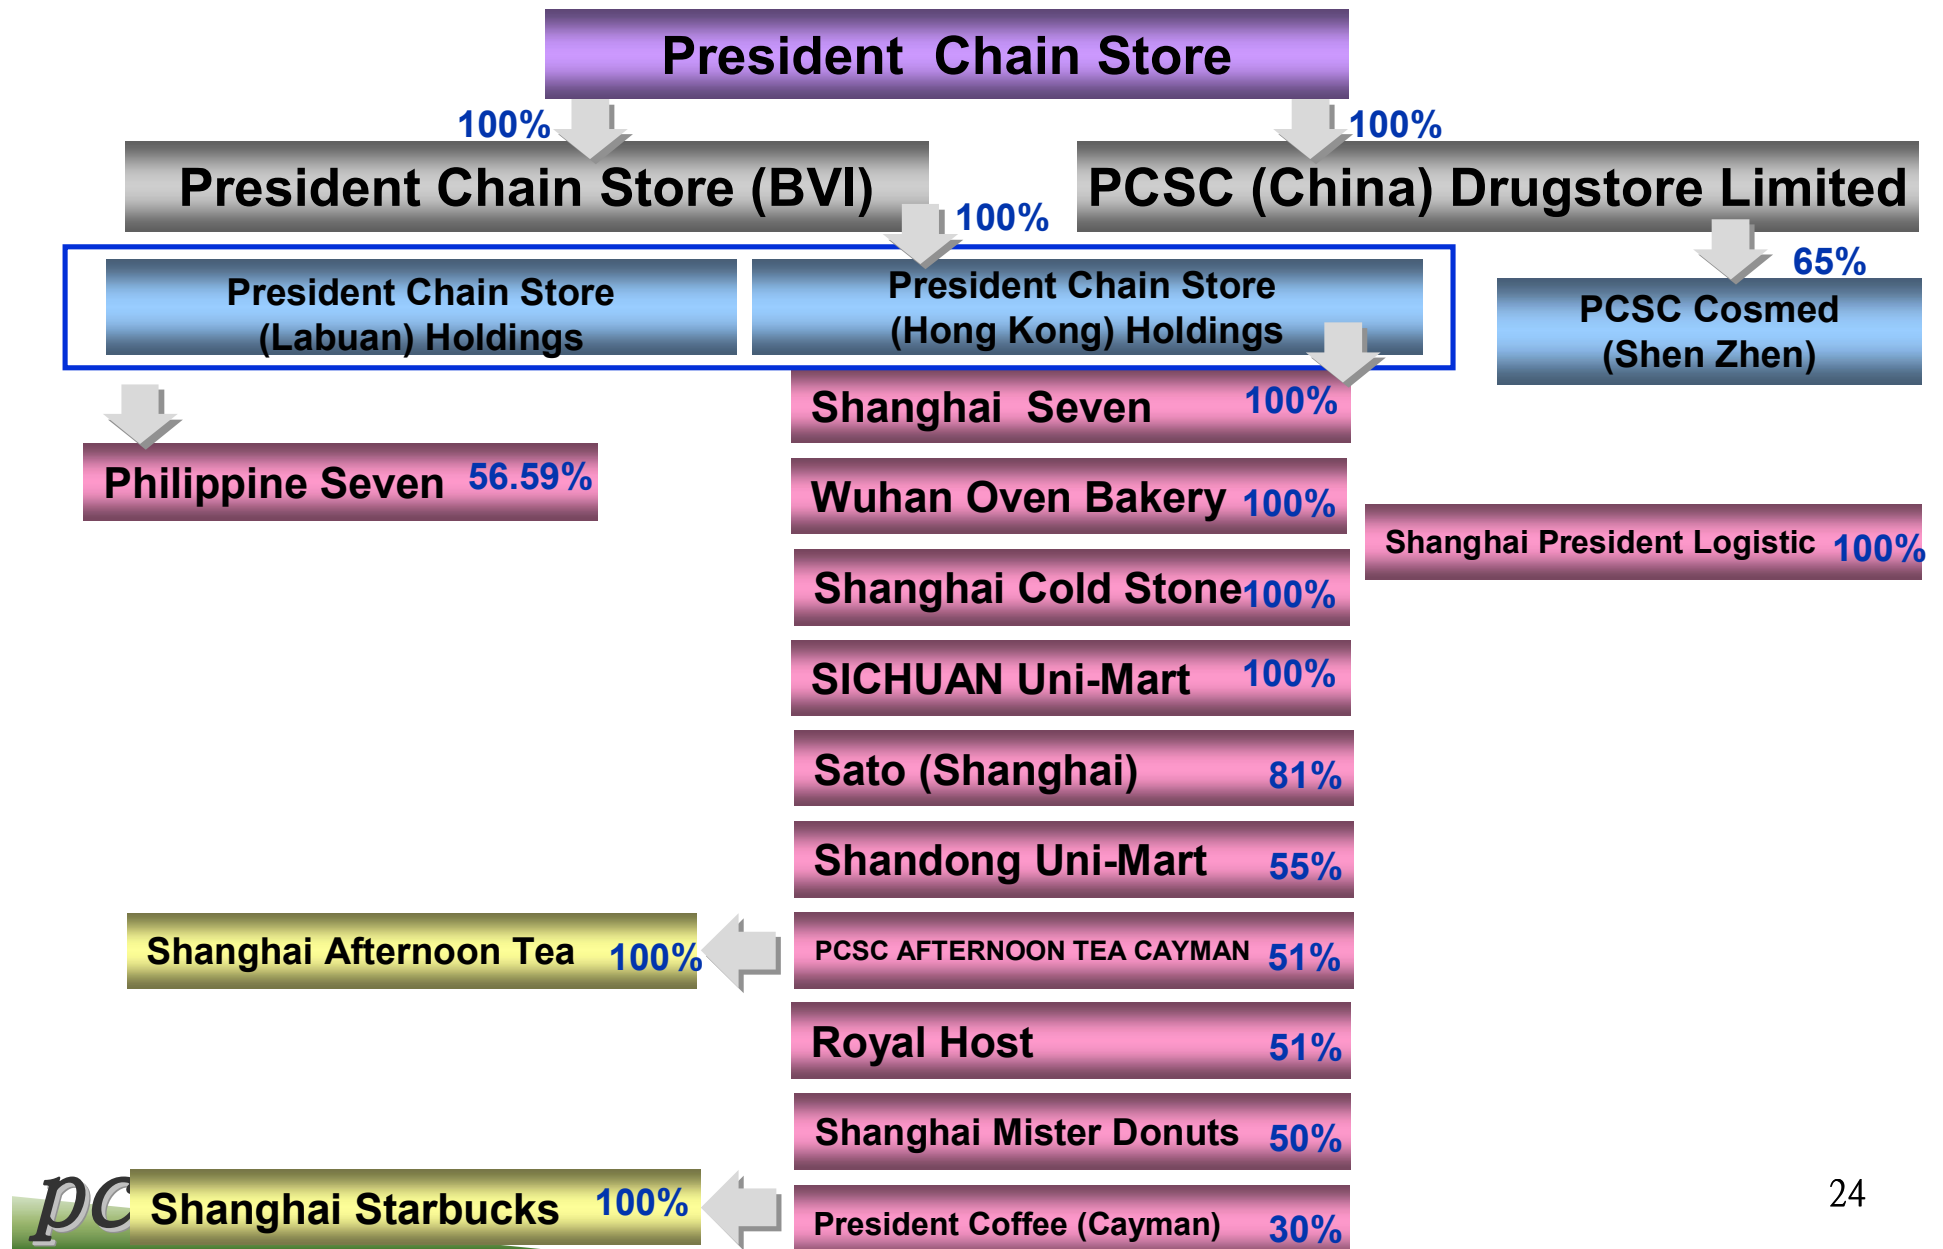 President Chain Store
100%
100%
President Chain Store (BVI)
PCSC (China) Drugstore Limited
100%
65%
President Chain Store
(Labuan) Holdings
President Chain Store
(Hong Kong) Holdings
PCSC Cosmed
(Shen Zhen)
Shanghai Seven 100%
Philippine Seven 56.59%
Wuhan Oven Bakery 100%
Shanghai President Logistic 100%
Shanghai Cold Stone 100%
SICHUAN Uni-Mart 100%
Sato (Shanghai) 81%
Shandong Uni-Mart 55%
Shanghai Afternoon Tea 100%
PCSC AFTERNOON TEA CAYMAN 51%
Royal Host 51%
Shanghai Mister Donuts 50%
pc
Shanghai Starbucks 100%
President Coffee (Cayman) 30%
24